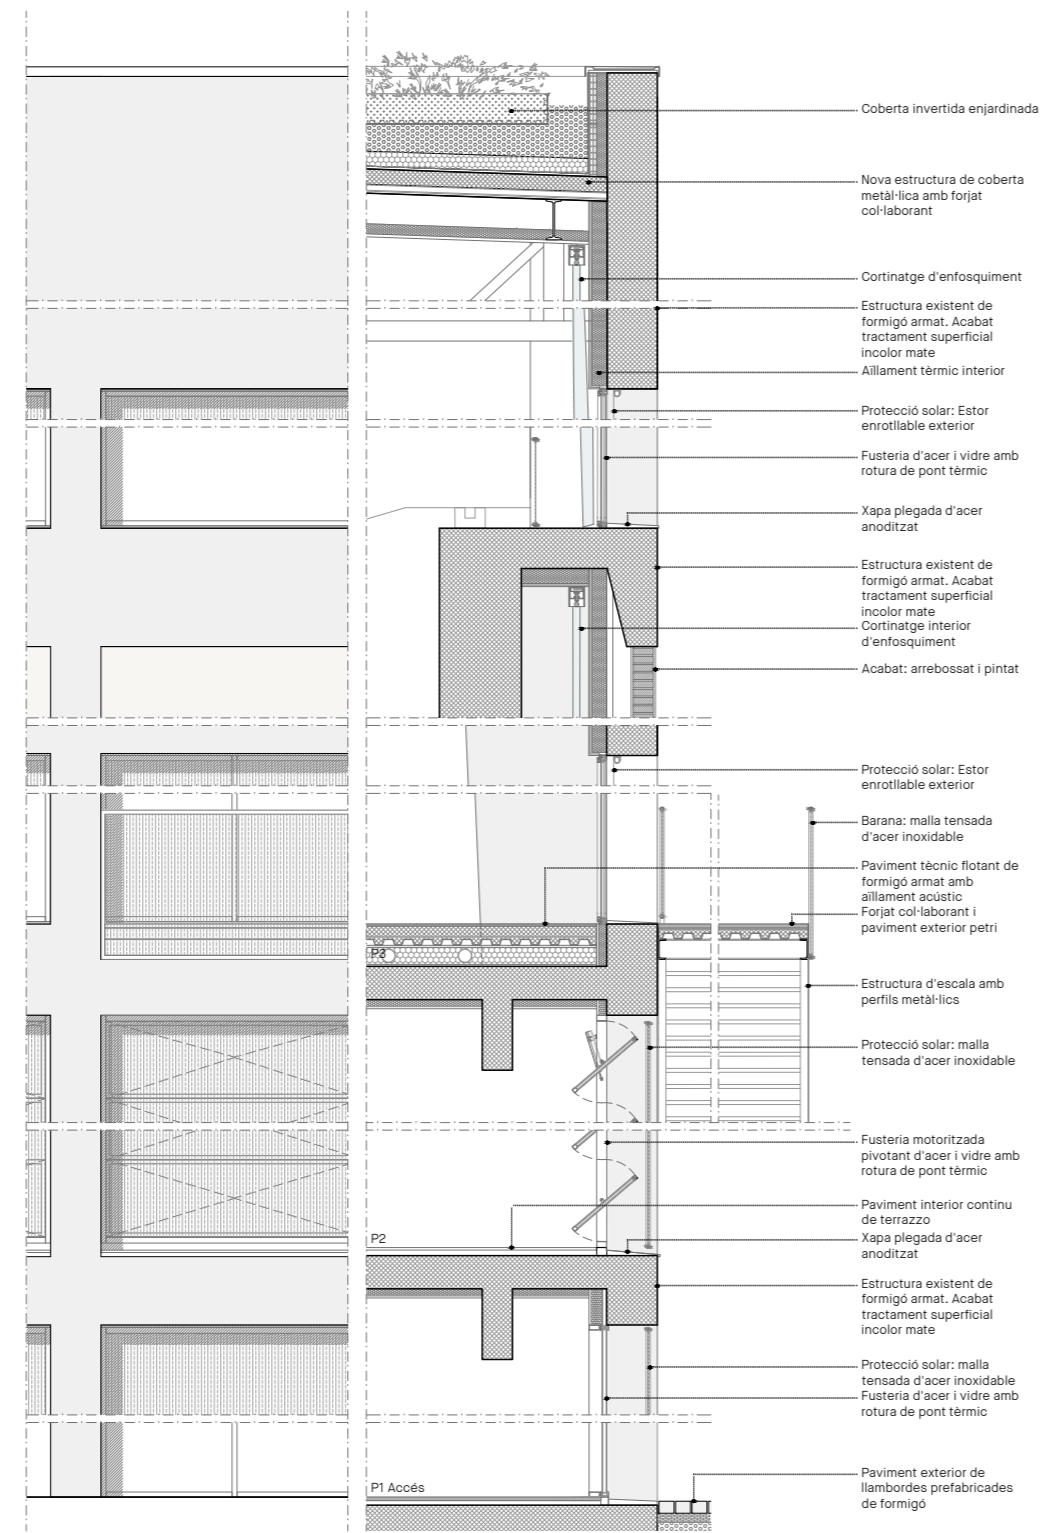 Coberta invertida enjardinada
Nova estructura de coberta
metàl·lica amb forjat
col·laborant
Cortinatge d'enfosquiment
Estructura existent de
formigó armat. Acabat
tractament superficial
incolor mate
Aïllament tèrmic interior
Protecció solar: Estor
enrotllable exterior
Fusteria d'acer i vidre amb
rotura de pont tèrmic
Xapa plegada d'acer
anoditzat
Estructura existent de
formigó armat. Acabat
tractament superficial
incolor mate
Cortinatge interior
d'enfosquiment
Acabat: arrebossat i pintat
Protecció solar: Estor
enrotllable exterior
Barana: malla tensada
d'acer inoxidable
Paviment tècnic flotant de
formigó armat amb
aïllament acústic
Forjat col·laborant i
paviment exterior petri
P3
Estructura d'escala amb
perfils metàl·lics
Protecció solar: malla
tensada d'acer inoxidable
Fusteria motoritzada
pivotant d'acer i vidre amb
rotura de pont tèrmic
Paviment interior continu
de terrazzo
P2
Xapa plegada d'acer
anoditzat
Estructura existent de
formigó armat. Acabat
tractament superficial
incolor mate
Protecció solar: malla
tensada d'acer inoxidable
Fusteria d'acer i vidre amb
rotura de pont tèrmic
P1 Accés
Paviment exterior de
llambordes prefabricades
de formigó